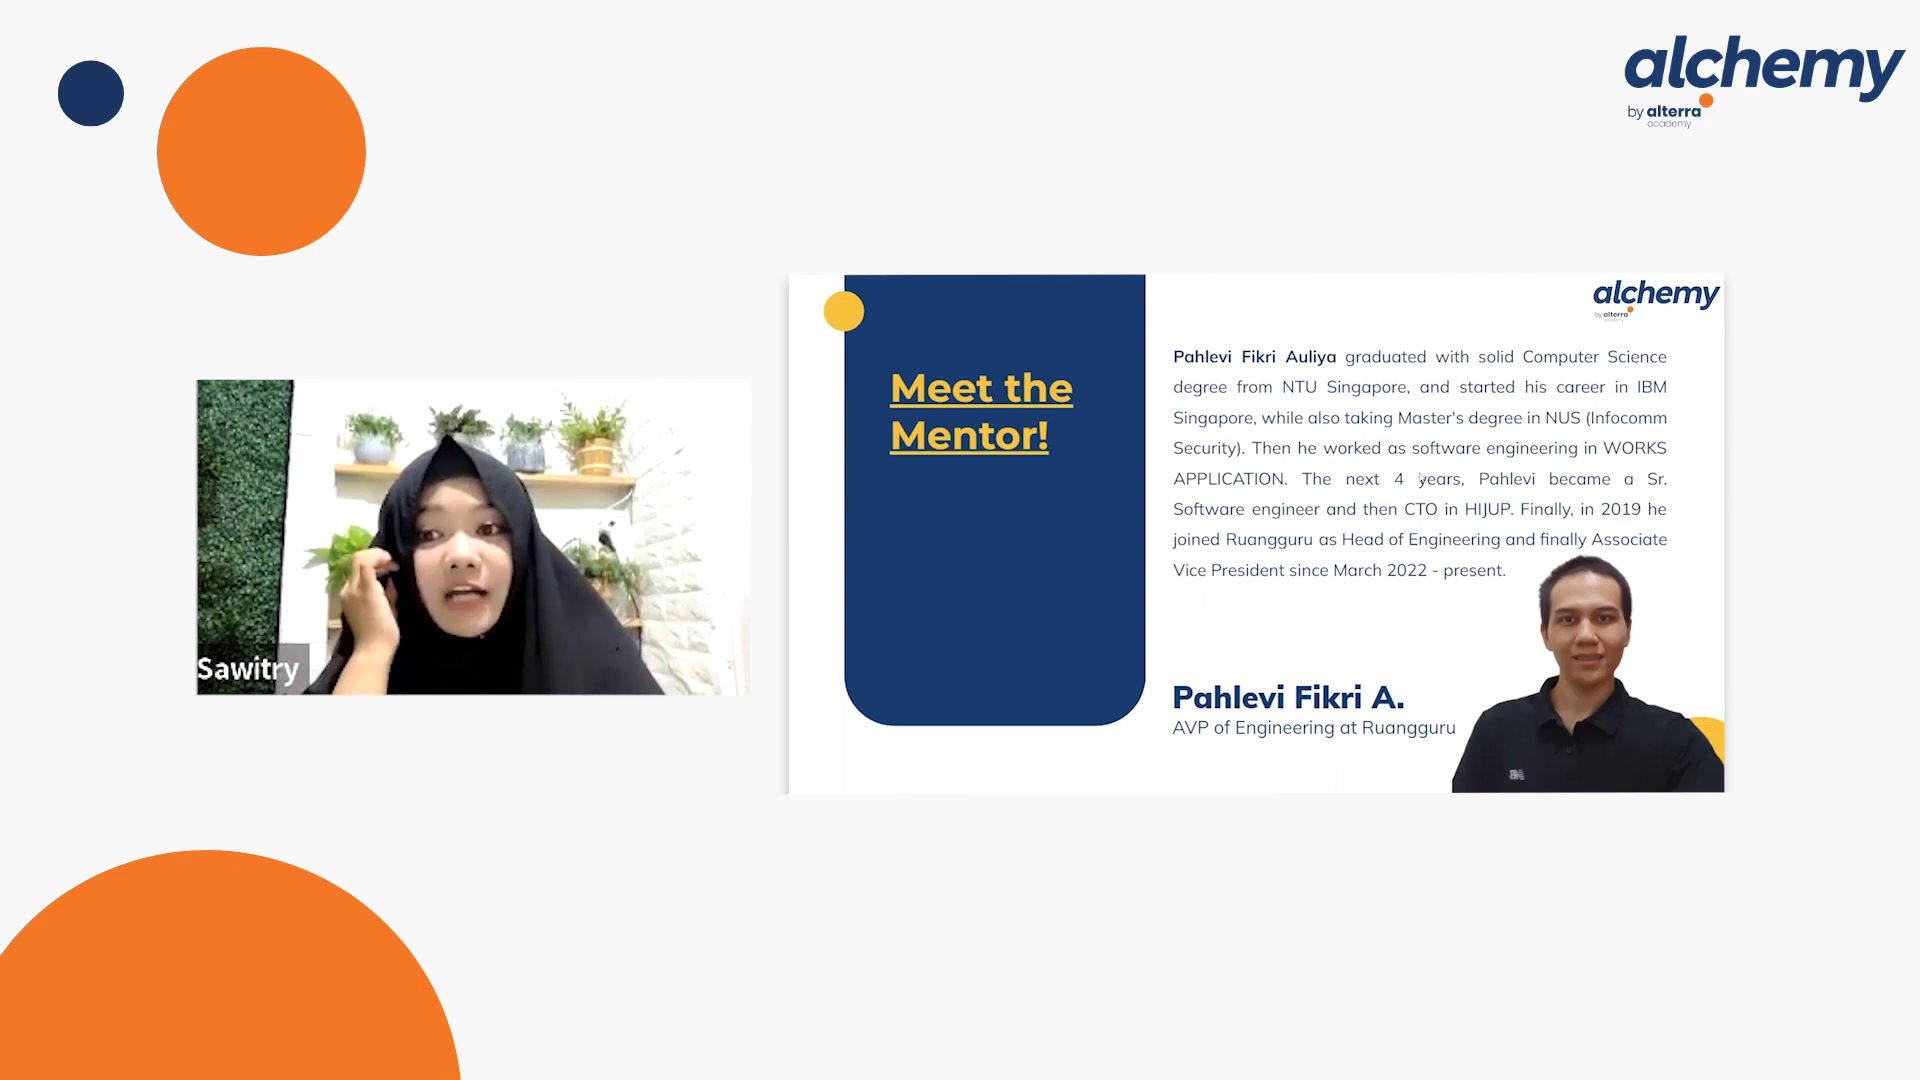 alchemy
by alterra
academy
Sawitry
Meet the
Mentor!
alchemy
by alterra
Pahlevi Fikri Auliya graduated with solid Computer Science
degree from NTU Singapore, and started his career in IBM
Singapore, while also taking Master's degree in NUS (Infocomm
Security). Then he worked as software engineering in WORKS
APPLICATION. The next 4 years, Pahlevi became a Sr.
Software engineer and then CTO in HIJUP. Finally, in 2019 he
joined Ruangguru as Head of Engineering and finally Associate
Vice President since March 2022 - present.
Pahlevi Fikri A.
AVP of Engineering at Ruangguru